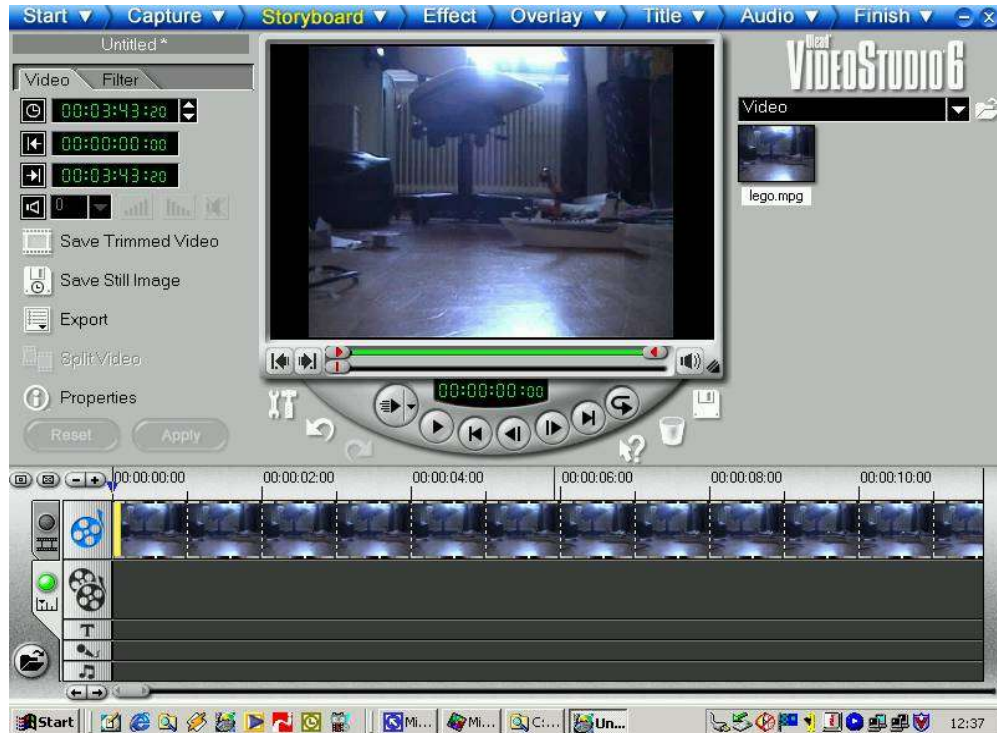 Start Capture Storyboard Effect Overlay Title Audio Finish
Untitled *
Ulead
VIDEOSTUDIO 6
Video Filter
00:03:43:20
00:00:00:00
00:03:43:20
0
Save Trimmed Video
Save Still Image
Export
Split Video
Properties
Reset Apply
Video
lego.mpg
00:00:00:00
00:00:00:00 00:00:02:00 00:00:04:00 00:00:06:00 00:00:08:00 00:00:10:00
T
Start Mi... Mi... C:... Un... 12:37